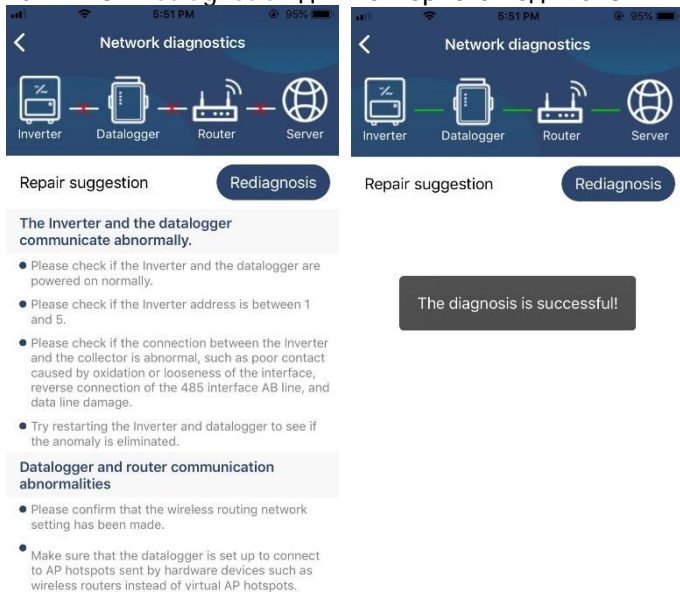 5:51 PM
95%
Network diagnostics
Inverter
Datalogger
Router
Server
Repair suggestion
Rediagnosis
The Inverter and the datalogger
communicate abnormally.
Please check if the Inverter and the datalogger are
powered on normally.
Please check if the Inverter address is between 1
and 5.
Please check if the connection between the Inverter
and the collector is abnormal, such as poor contact
caused by oxidation or looseness of the interface,
reverse connection of the 485 interface AB line, and
data line damage.
Try restarting the Inverter and datalogger to see if
the anomaly is eliminated.
Datalogger and router communication
abnormalities
Please confirm that the wireless routing network
setting has been made.
Make sure that the datalogger is set up to connect
to AP hotspots sent by hardware devices such as
wireless routers instead of virtual AP hotspots.
5:51 PM
95%
Network diagnostics
Inverter
Datalogger
Router
Server
Repair suggestion
Rediagnosis
The diagnosis is successful!